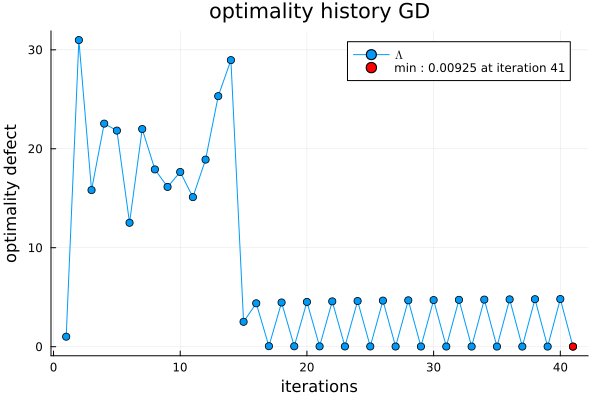 optimality history GD
Λ
min : 0.00925 at iteration 41
optimality defect
30
20
10
0
0 10 20 30 40
iterations